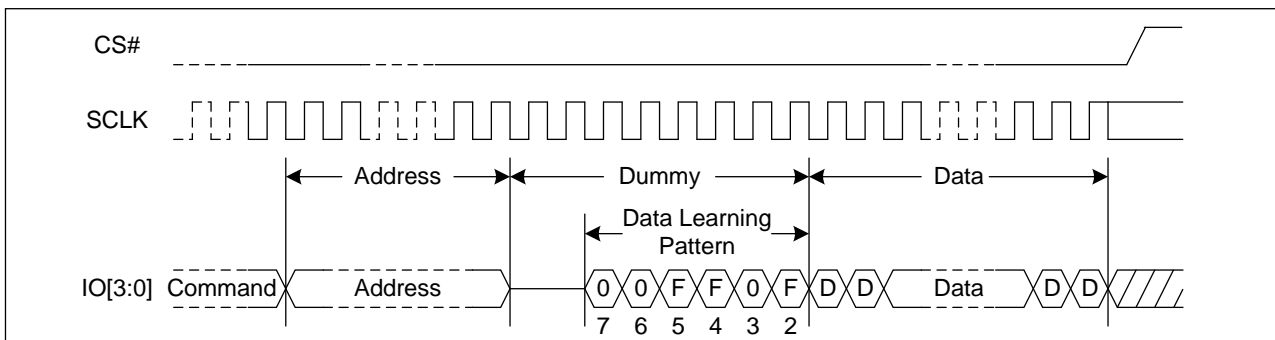 CS#
SCLK
Address Dummy Data
Data Learning
Pattern
IO[3:0] Command Address 0 0 F F 0 F D D Data D D
7 6 5 4 3 2